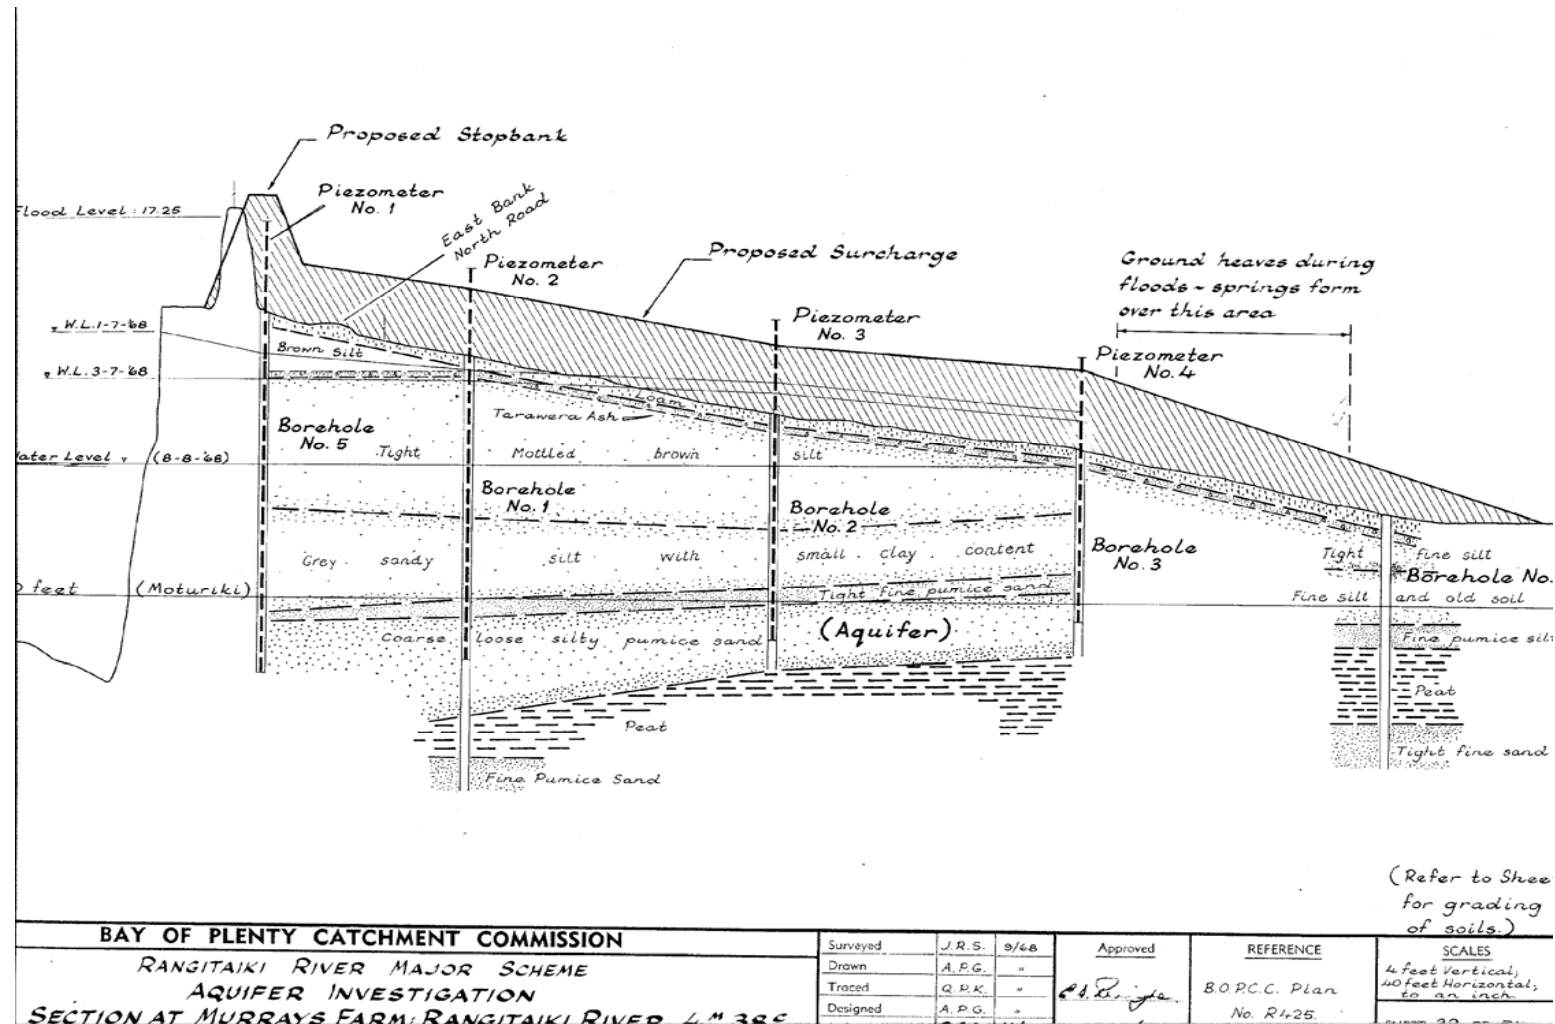 Proposed Stopbank
Piezometer
No. 1
East Bank
North Road
Flood Level: 17.25
Piezometer
No. 2
Proposed Surcharge
Ground heaves during
floods ~ springs form
over this area
Piezometer
No. 3
Piezometer
No. 4
W.L. 1-7-'68
Brown Silt
W.L. 3-7-'68
Loam
Tarawera Ash
Borehole
No. 5
Tight Mottled brown silt
Water Level (8-8-'68)
Borehole
No. 1
Borehole
No. 2
Borehole
No. 3
Grey sandy silt with small clay content
Tight fine silt
Borehole No.
feet (Moturiki)
Tight fine pumice sand
Fine silt and old soil
Coarse loose silty pumice sand (Aquifer)
Fine pumice silt
Peat
Peat
Tight fine sand
Fine Pumice Sand
(Refer to Shee
for grading
of soils.)
BAY OF PLENTY CATCHMENT COMMISSION
RANGITAIKI RIVER MAJOR SCHEME
AQUIFER INVESTIGATION
SECTION AT MURRAYS FARM: RANGITAIKI RIVER 4M 38C
Surveyed J.R.S. 9/68
Drawn A.P.G. "
Traced Q.P.K. "
Designed A.P.G. "
Approved
REFERENCE
B.O.P.C.C. Plan
No. R425.
SCALES
4 feet Vertical;
40 feet Horizontal;
to an inch.